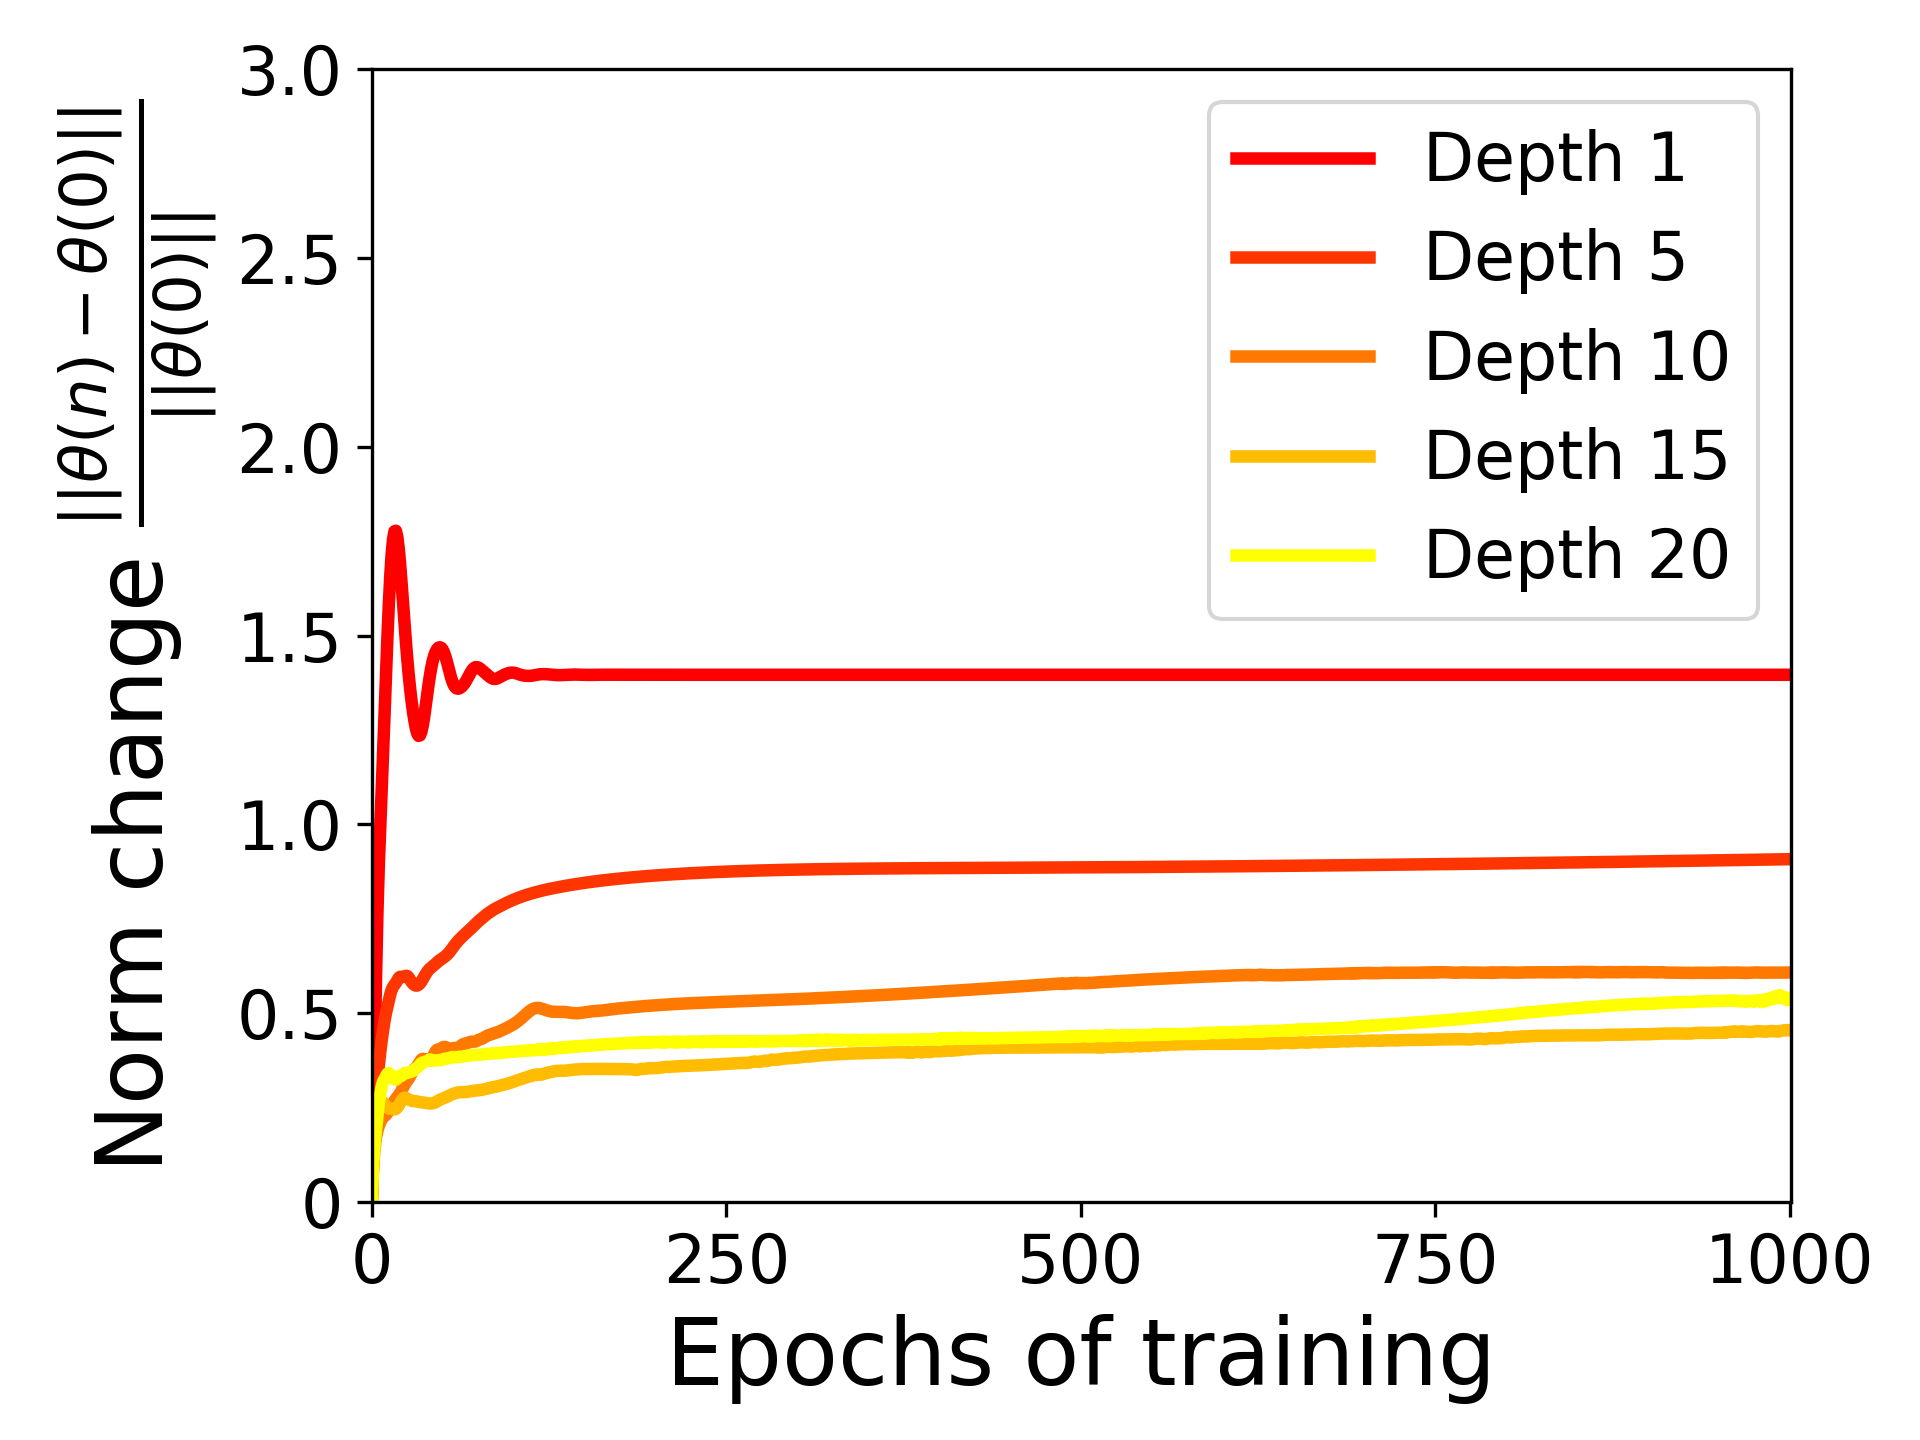 Norm change ||θ(n) − θ(0)|| / ||θ(0)||
3.0
2.5
2.0
1.5
1.0
0.5
0
0 250 500 750 1000
Epochs of training
Depth 1
Depth 5
Depth 10
Depth 15
Depth 20